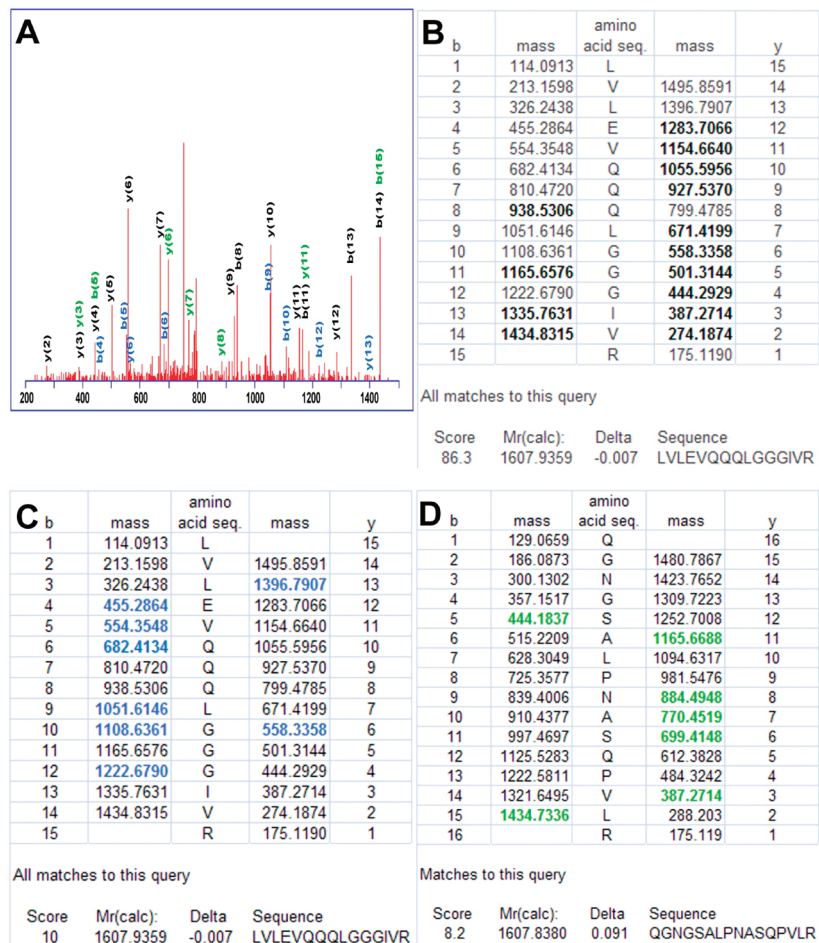 A
y(2)
y(3)
y(3)
y(4)
b(5)
b(4)
y(5)
b(5)
y(6)
y(6)
b(6)
y(7)
y(6)
y(7)
y(8)
y(9)
b(8)
b(9)
y(10)
b(10)
y(11)
b(11)
y(11)
b(12)
y(12)
b(13)
y(13)
b(14)
b(15)
200 400 600 800 1000 1200 1400
B
b mass amino acid seq. mass y
1 114.0913 L 15
2 213.1598 V 1495.8591 14
3 326.2438 L 1396.7907 13
4 455.2864 E 1283.7066 12
5 554.3548 V 1154.6640 11
6 682.4134 Q 1055.5956 10
7 810.4720 Q 927.5370 9
8 938.5306 Q 799.4785 8
9 1051.6146 L 671.4199 7
10 1108.6361 G 558.3358 6
11 1165.6576 G 501.3144 5
12 1222.6790 G 444.2929 4
13 1335.7631 I 387.2714 3
14 1434.8315 V 274.1874 2
15 R 175.1190 1
All matches to this query
Score Mr(calc): Delta Sequence
86.3 1607.9359 -0.007 LVLEVQQQLGGGIVR
C
b mass amino acid seq. mass y
1 114.0913 L 15
2 213.1598 V 1495.8591 14
3 326.2438 L 1396.7907 13
4 455.2864 E 1283.7066 12
5 554.3548 V 1154.6640 11
6 682.4134 Q 1055.5956 10
7 810.4720 Q 927.5370 9
8 938.5306 Q 799.4785 8
9 1051.6146 L 671.4199 7
10 1108.6361 G 558.3358 6
11 1165.6576 G 501.3144 5
12 1222.6790 G 444.2929 4
13 1335.7631 I 387.2714 3
14 1434.8315 V 274.1874 2
15 R 175.1190 1
All matches to this query
Score Mr(calc): Delta Sequence
10 1607.9359 -0.007 LVLEVQQQLGGGIVR
D
b mass amino acid seq. mass y
1 129.0659 Q 16
2 186.0873 G 1480.7867 15
3 300.1302 N 1423.7652 14
4 357.1517 G 1309.7223 13
5 444.1837 S 1252.7008 12
6 515.2209 A 1165.6688 11
7 628.3049 L 1094.6317 10
8 725.3577 P 981.5476 9
9 839.4006 N 884.4948 8
10 910.4377 A 770.4519 7
11 997.4697 S 699.4148 6
12 1125.5283 Q 612.3828 5
13 1222.5811 P 484.3242 4
14 1321.6495 V 387.2714 3
15 1434.7336 L 288.203 2
16 R 175.119 1
Matches to this query
Score Mr(calc): Delta Sequence
8.2 1607.8380 0.091 QGNGSALPNASQPVLR